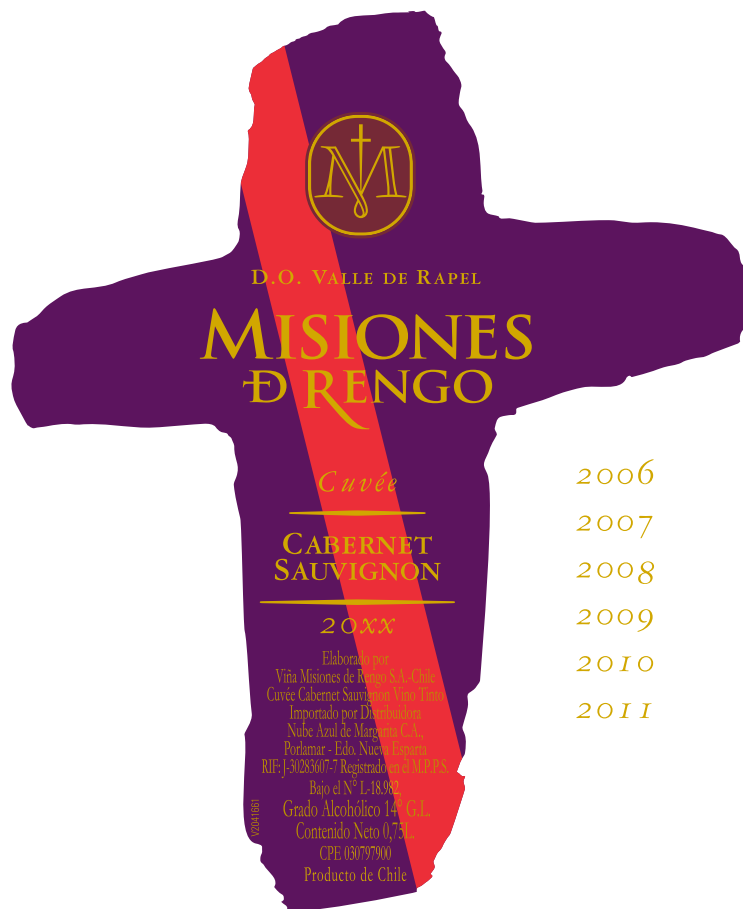 M
D.O. VALLE DE RAPEL
MISIONES
D RENGO
Cuvée
CABERNET
SAUVIGNON
20xx
Elaborado por
Viña Misiones de Rengo S.A.-Chile
Cuvée Cabernet Sauvignon Vino Tinto
Importado por Distribuidora
Nube Azul de Margarita C.A.,
Porlamar - Edo. Nueva Esparta
RIF: J-30283607-7 Registrado en el M.P.P.S.
Bajo el N° L-18.982,
Grado Alcohólico 14° G.L.
Contenido Neto 0,75L.
CPE 030797900
Producto de Chile
V2041661
2006
2007
2008
2009
2010
2011